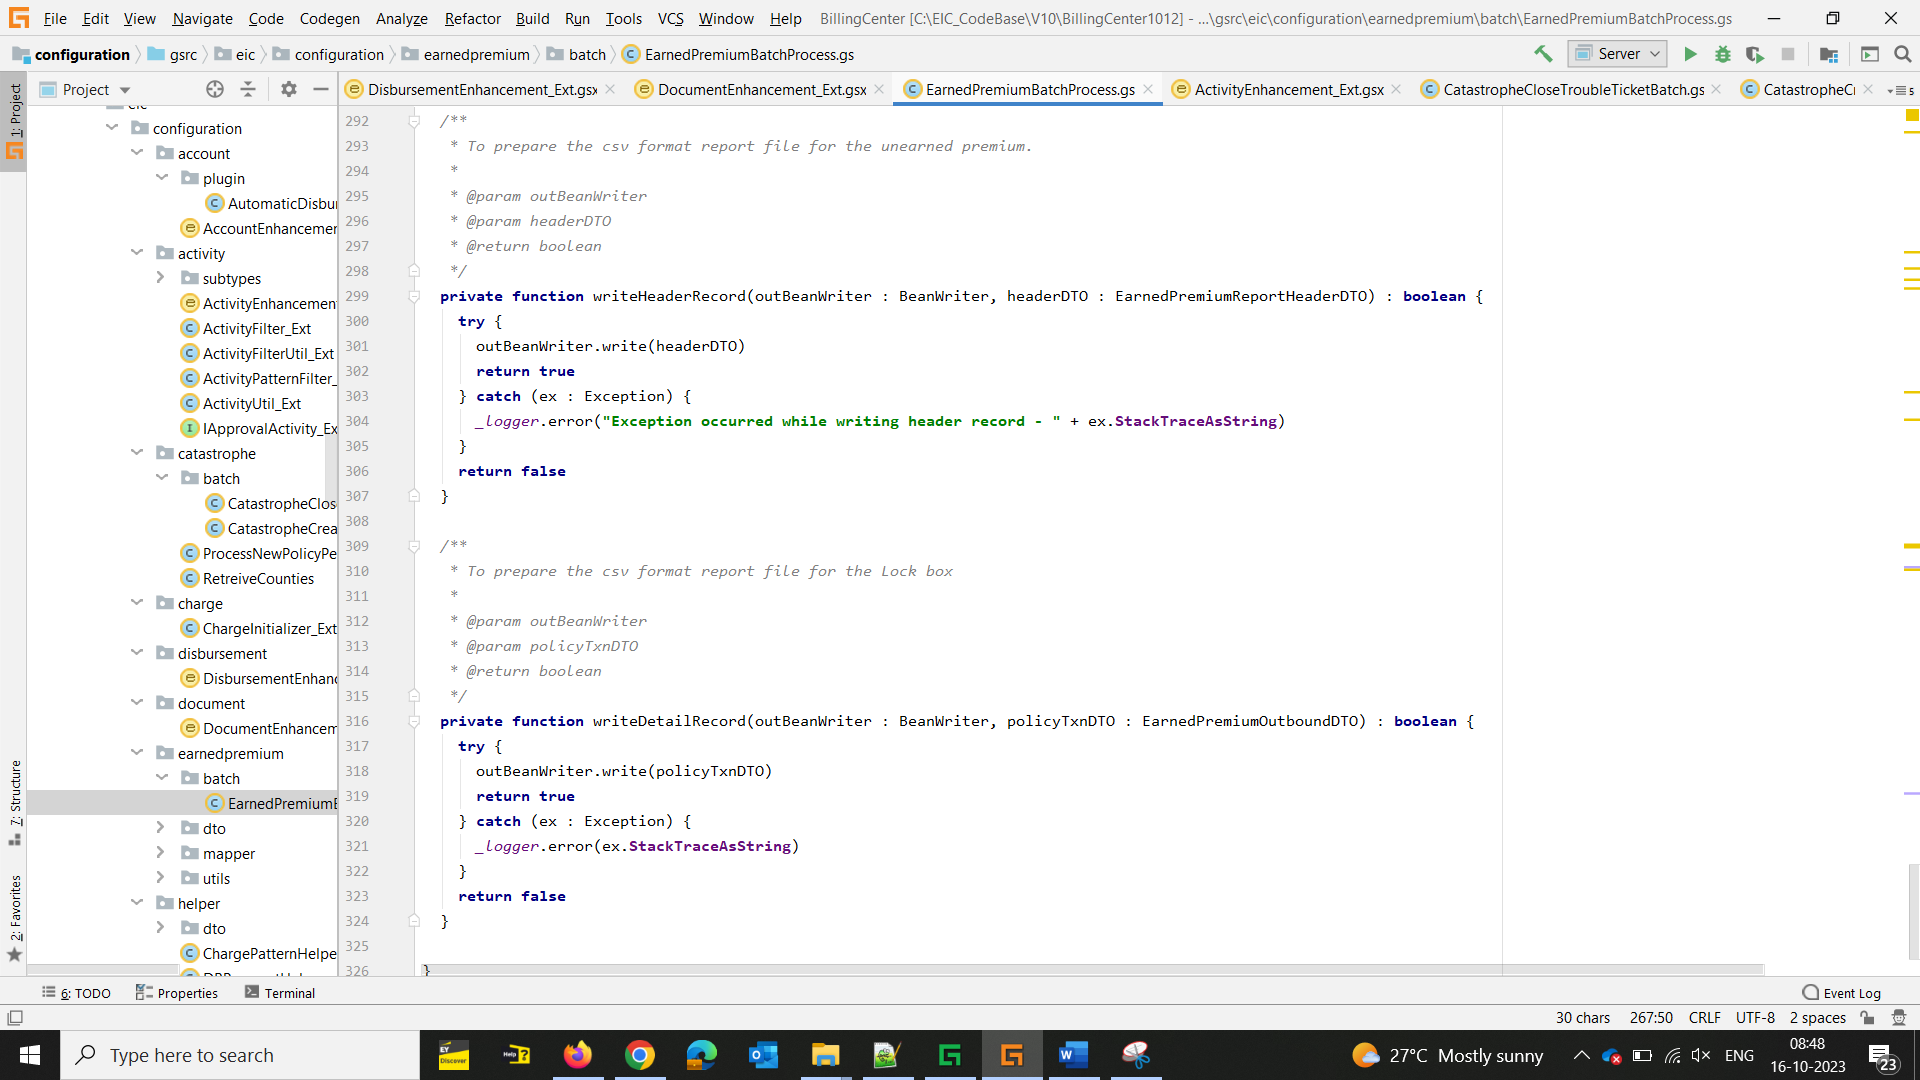 File Edit View Navigate Code Codegen Analyze Refactor Build Run Tools VCS Window Help BillingCenter [C:\EIC_CodeBase\V10\BillingCenter1012] - ...\gsrc\eic\configuration\earnedpremium\batch\EarnedPremiumBatchProcess.gs
configuration gsrc eic configuration earnedpremium batch EarnedPremiumBatchProcess.gs Server
Project DisbursementEnhancement_Ext.gsx DocumentEnhancement_Ext.gsx EarnedPremiumBatchProcess.gs ActivityEnhancement_Ext.gsx CatastropheCloseTroubleTicketBatch.gs CatastropheCr 5
1: Project
7: Structure
2: Favorites
eic
configuration
account
plugin
AutomaticDisbur
AccountEnhancemer
activity
subtypes
ActivityEnhancement
ActivityFilter_Ext
ActivityFilterUtil_Ext
ActivityPatternFilter_
ActivityUtil_Ext
IApprovalActivity_Ex
catastrophe
batch
CatastropheClos
CatastropheCrea
ProcessNewPolicyPe
RetreiveCounties
charge
ChargeInitializer_Ext
disbursement
DisbursementEnhanc
document
DocumentEnhancem
earnedpremium
batch
EarnedPremiumB
dto
mapper
utils
helper
dto
ChargePatternHelpe
292 /**
293 * To prepare the csv format report file for the unearned premium.
294 *
295 * @param outBeanWriter
296 * @param headerDTO
297 * @return boolean
298 */
299 private function writeHeaderRecord(outBeanWriter : BeanWriter, headerDTO : EarnedPremiumReportHeaderDTO) : boolean {
300 try {
301 outBeanWriter.write(headerDTO)
302 return true
303 } catch (ex : Exception) {
304 _logger.error("Exception occurred while writing header record - " + ex.StackTraceAsString)
305 }
306 return false
307 }
308
309 /**
310 * To prepare the csv format report file for the Lock box
311 *
312 * @param outBeanWriter
313 * @param policyTxnDTO
314 * @return boolean
315 */
316 private function writeDetailRecord(outBeanWriter : BeanWriter, policyTxnDTO : EarnedPremiumOutboundDTO) : boolean {
317 try {
318 outBeanWriter.write(policyTxnDTO)
319 return true
320 } catch (ex : Exception) {
321 _logger.error(ex.StackTraceAsString)
322 }
323 return false
324 }
325
326 }
6: TODO Properties Terminal Event Log
30 chars 267:50 CRLF UTF-8 2 spaces
Type here to search EY Discover Help? 27°C Mostly sunny ENG 08:48
16-10-2023 23